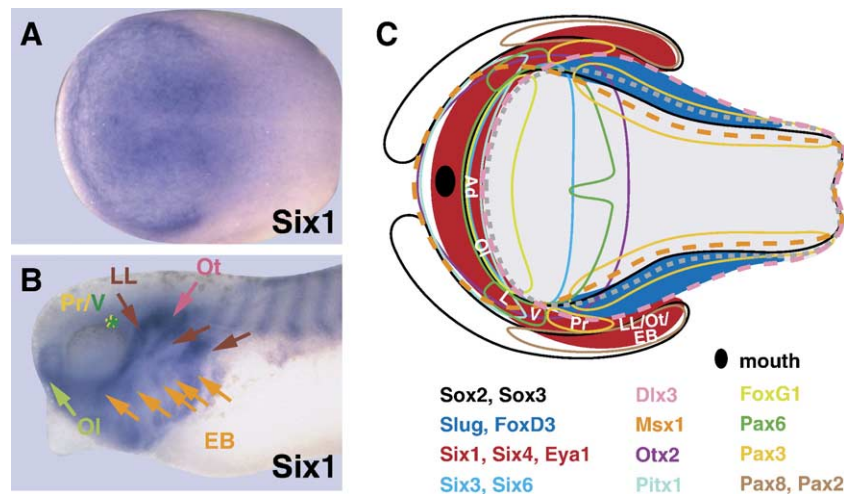 A
Six1
B
LL
Ot
Pr/V
Ol
EB
Six1
C
Ad
Ol
L
V
Pr
LL/Ot/
EB
mouth
Sox2, Sox3
Slug, FoxD3
Six1, Six4, Eya1
Six3, Six6
Dlx3
Msx1
Otx2
Pitx1
FoxG1
Pax6
Pax3
Pax8, Pax2